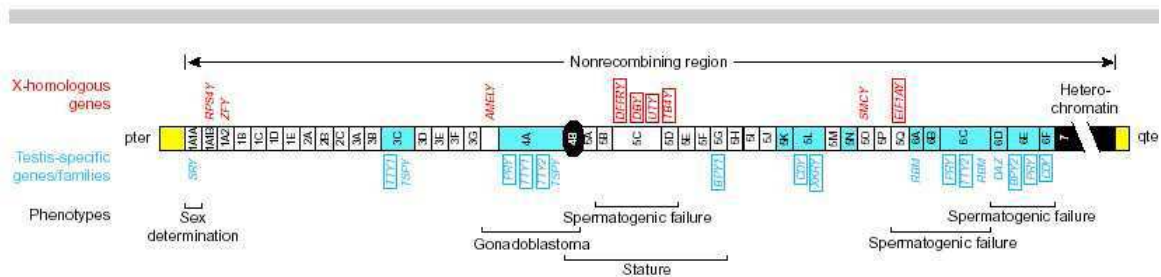 Nonrecombining region
X-homologous
genes
RPS4Y
ZFY
AMELY
DFFRY
DBY
UTY
TB4Y
SMCY
EIF1AY
Hetero-
chromatin
pter
1A1A
1A1B
1A2
1B
1C
1D
1E
2A
2B
2C
3A
3B
3C
3D
3E
3F
3G
4A
4B
5A
5B
5C
5D
5E
5F
5G
5H
5I
5J
5K
5L
5M
5N
5O
5P
5Q
6A
6B
6C
6D
6E
6F
7
qte
Testis-specific
genes/families
SRY
TTY1
TSPY
PRY
TTY1
TTY2
TSPY
BPY1
CDY
XKRY
RBM
PRY
TTY2
RBM
DAZ
BPY2
PRY
CDY
Phenotypes
Sex
determination
Gonadoblastoma
Spermatogenic failure
Stature
Spermatogenic failure
Spermatogenic failure